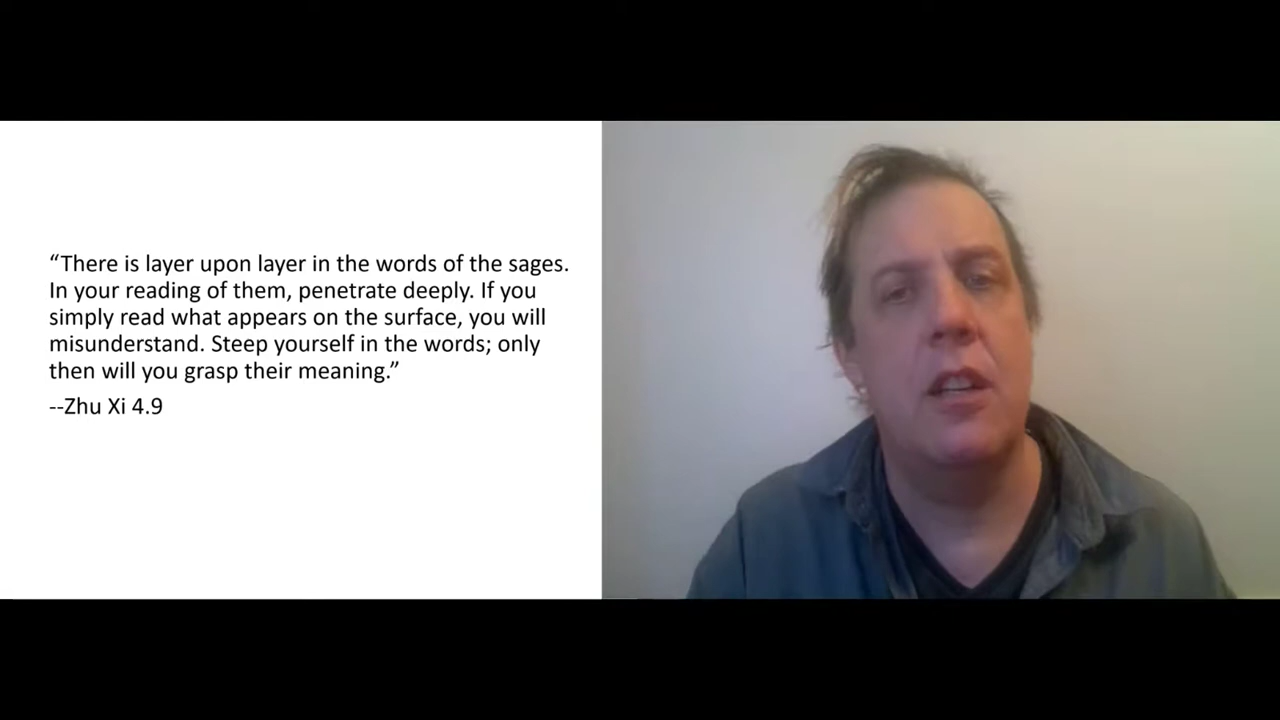 “There is layer upon layer in the words of the sages.
In your reading of them, penetrate deeply. If you
simply read what appears on the surface, you will
misunderstand. Steep yourself in the words; only
then will you grasp their meaning.”
--Zhu Xi 4.9